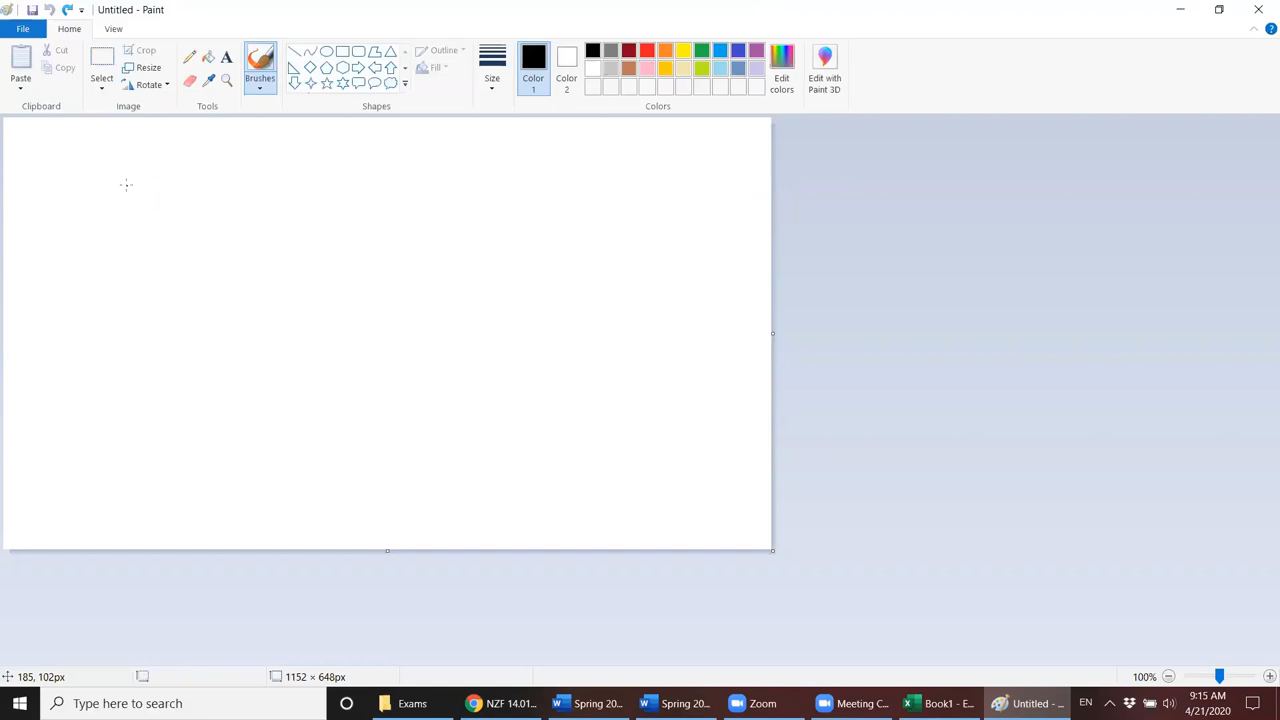 Untitled - Paint
File Home View
Paste
Cut
Copy
Clipboard
Select
Crop
Resize
Rotate
Image
Tools
Brushes
Outline
Fill
Shapes
Size
Color 1
Color 2
Edit colors
Colors
Edit with Paint 3D
185, 102px
1152 × 648px
100%
Type here to search
Exams
NZF 14.01...
Spring 20...
Spring 20...
Zoom
Meeting C...
Book1 - E...
Untitled - ...
EN
9:15 AM
4/21/2020